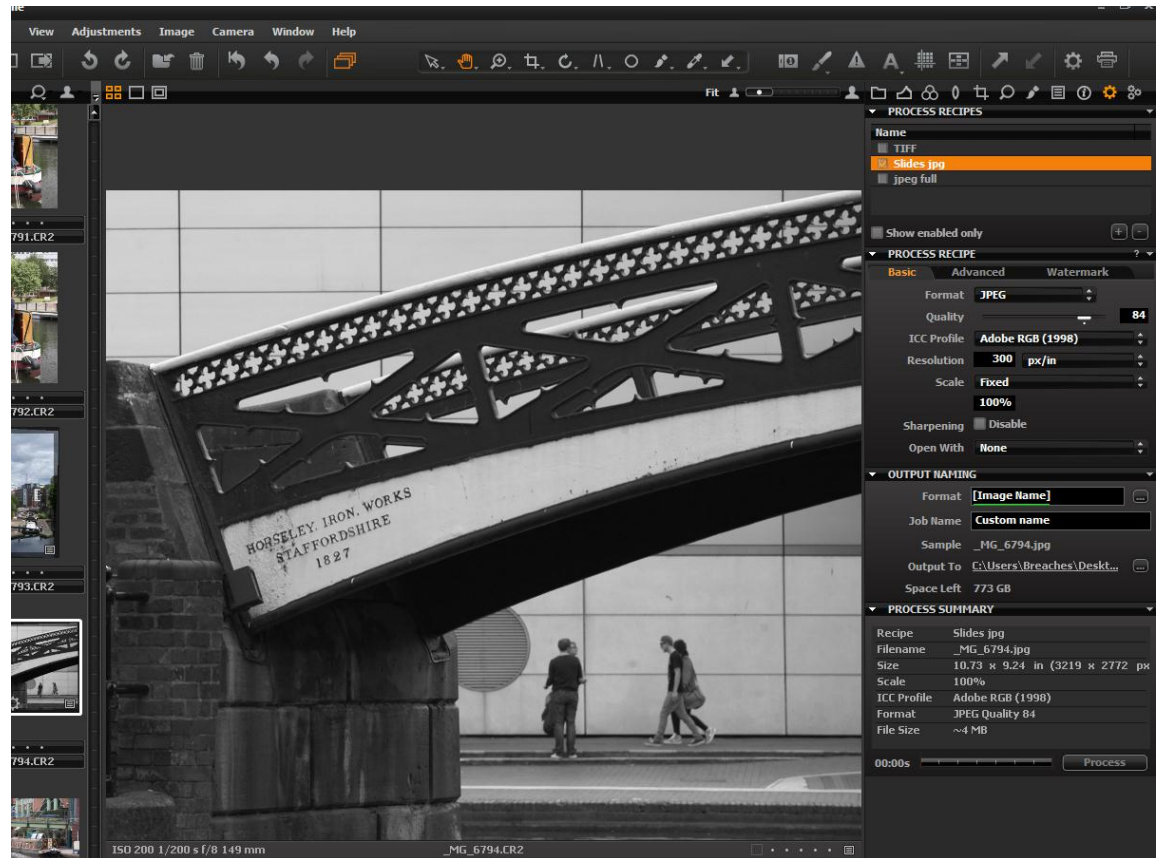 View Adjustments Image Camera Window Help
Fit
PROCESS RECIPES
Name
TIFF
Slides jpg
jpeg full
Show enabled only
PROCESS RECIPE
Basic Advanced Watermark
Format JPEG
Quality 84
ICC Profile Adobe RGB (1998)
Resolution 300 px/in
Scale Fixed
100%
Sharpening Disable
Open With None
OUTPUT NAMING
Format [Image Name]
Job Name Custom name
Sample _MG_6794.jpg
Output To C:\Users\Breaches\Deskt...
Space Left 773 GB
PROCESS SUMMARY
Recipe Slides jpg
Filename _MG_6794.jpg
Size 10.73 x 9.24 in (3219 x 2772 px
Scale 100%
ICC Profile Adobe RGB (1998)
Format JPEG Quality 84
File Size ~4 MB
00:00s Process
791.CR2
792.CR2
793.CR2
794.CR2
HORSELEY. IRON. WORKS
STAFFORDSHIRE
1827
ISO 200 1/200 s f/8 149 mm _MG_6794.CR2